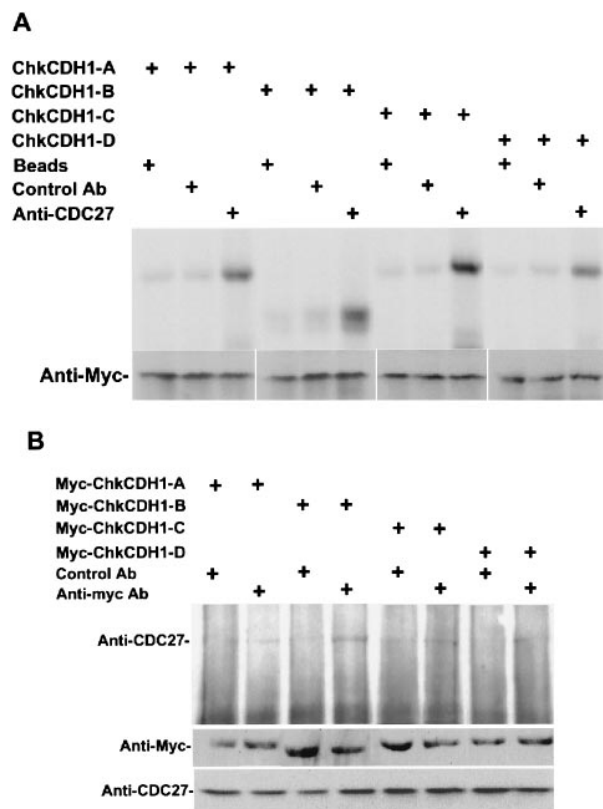 A
ChkCDH1-A + + +
ChkCDH1-B + + +
ChkCDH1-C + + +
ChkCDH1-D + + +
Beads + + + +
Control Ab + + + +
Anti-CDC27 + + + +
Anti-Myc-
B
Myc-ChkCDH1-A + +
Myc-ChkCDH1-B + +
Myc-ChkCDH1-C + +
Myc-ChkCDH1-D + +
Control Ab + + + +
Anti-myc Ab + + + +
Anti-CDC27-
Anti-Myc-
Anti-CDC27-